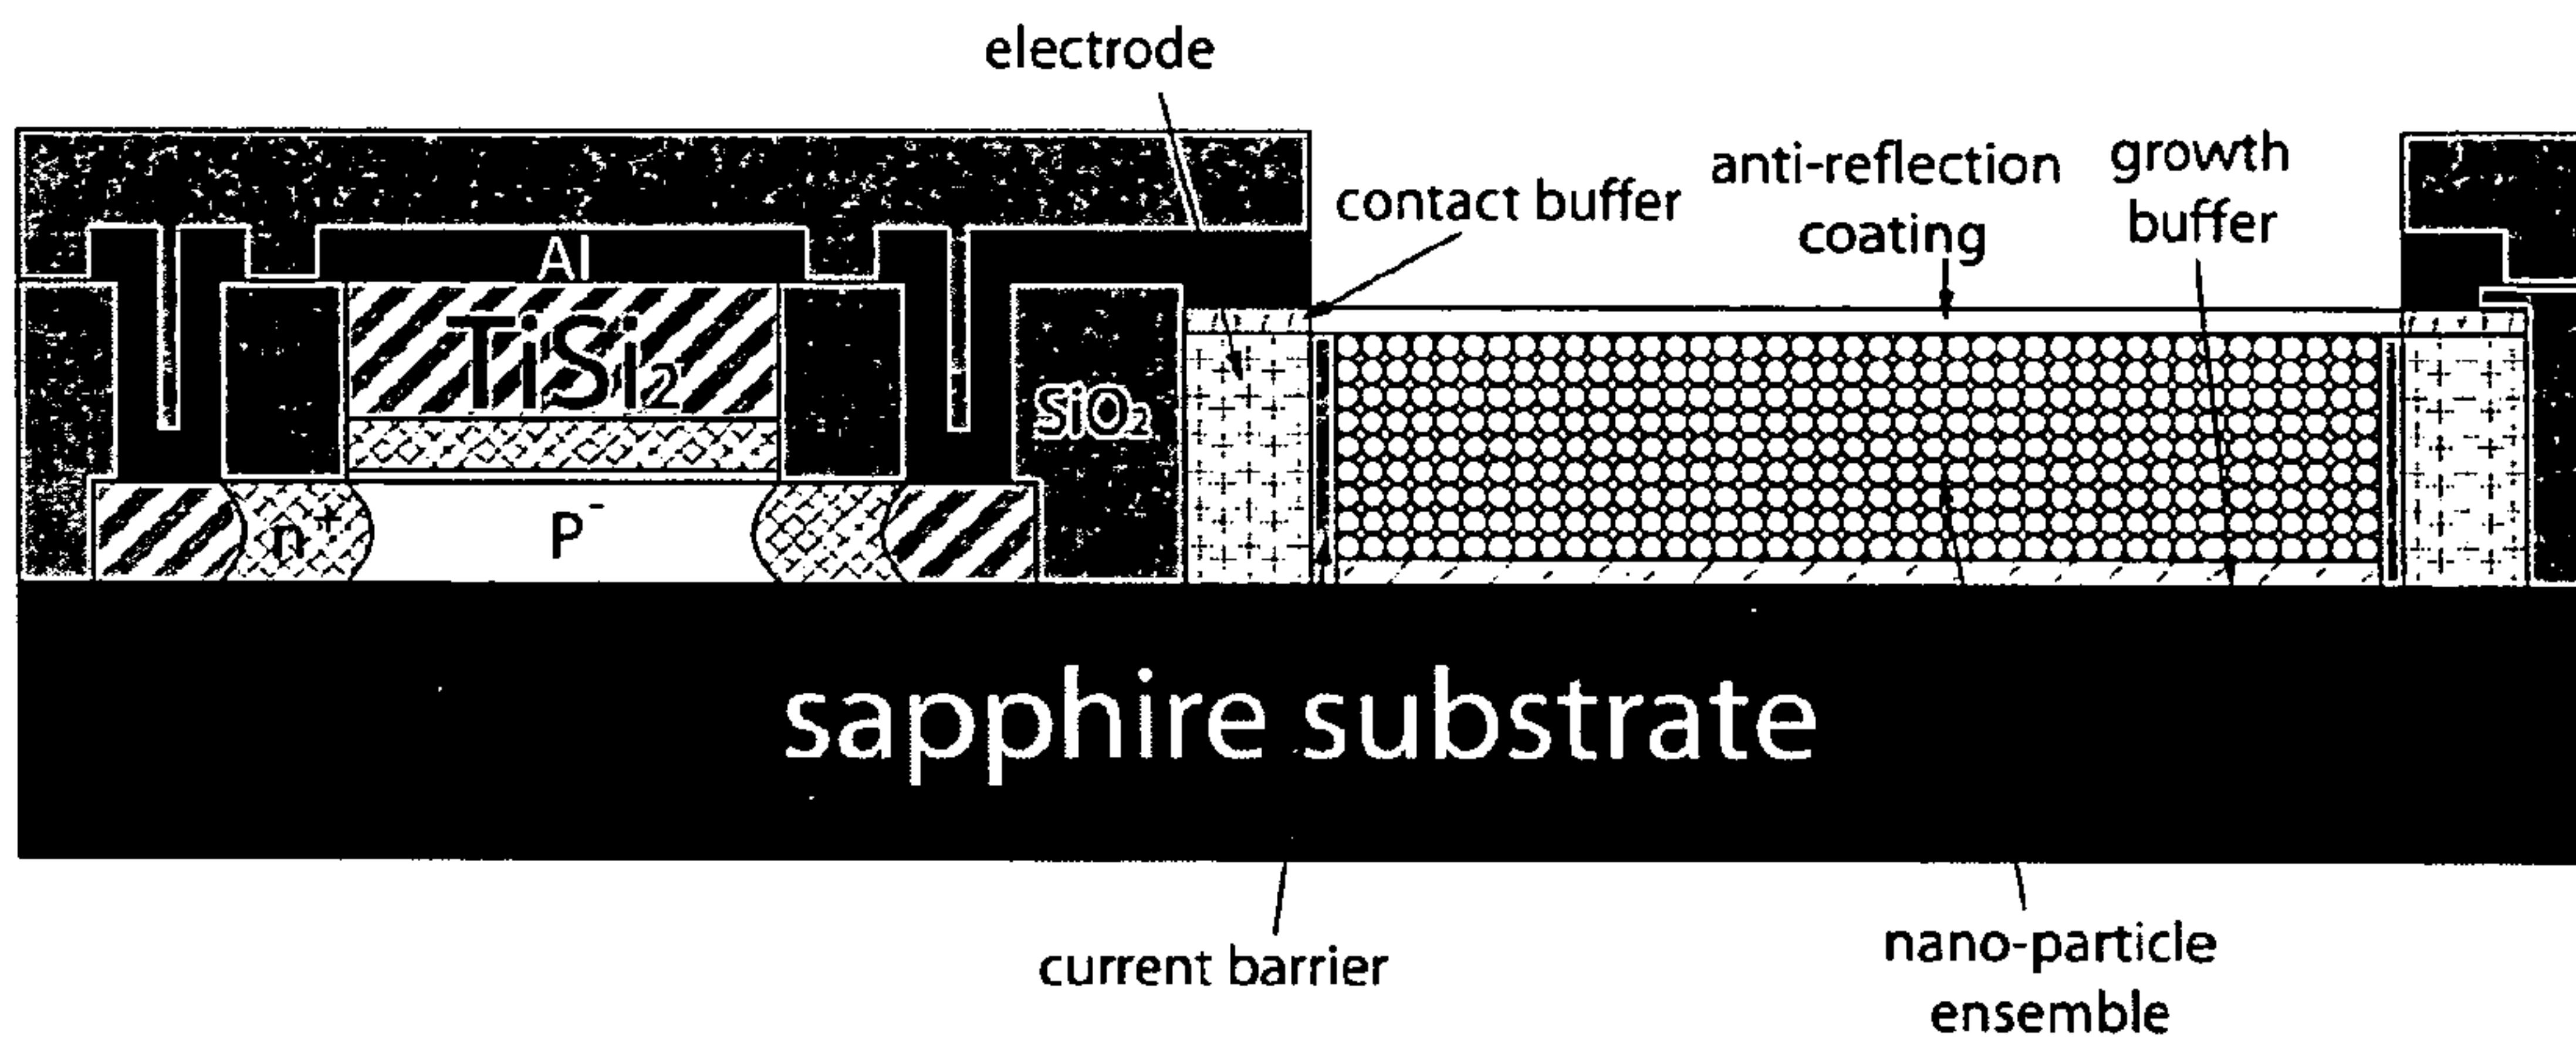 electrode
contact buffer
anti-reflection
coating
growth
buffer
Al
TiSi₂
SiO₂
n⁺
P⁻
sapphire substrate
current barrier
nano-particle
ensemble